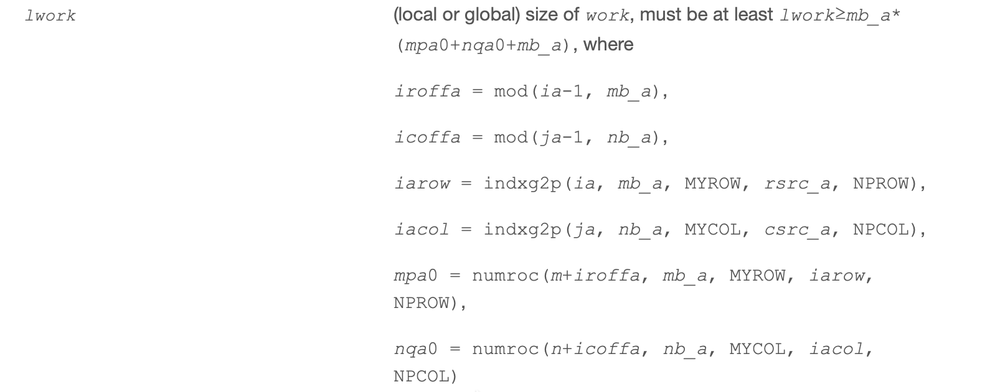 lwork
(local or global) size of work, must be at least lwork≥mb_a*
(mpa0+nqa0+mb_a), where
iroffa = mod(ia-1, mb_a),
icoffa = mod(ja-1, nb_a),
iarow = indxg2p(ia, mb_a, MYROW, rsrc_a, NPROW),
iacol = indxg2p(ja, nb_a, MYCOL, csrc_a, NPCOL),
mpa0 = numroc(m+iroffa, mb_a, MYROW, iarow,
NPROW),
nqa0 = numroc(n+icoffa, nb_a, MYCOL, iacol,
NPCOL)